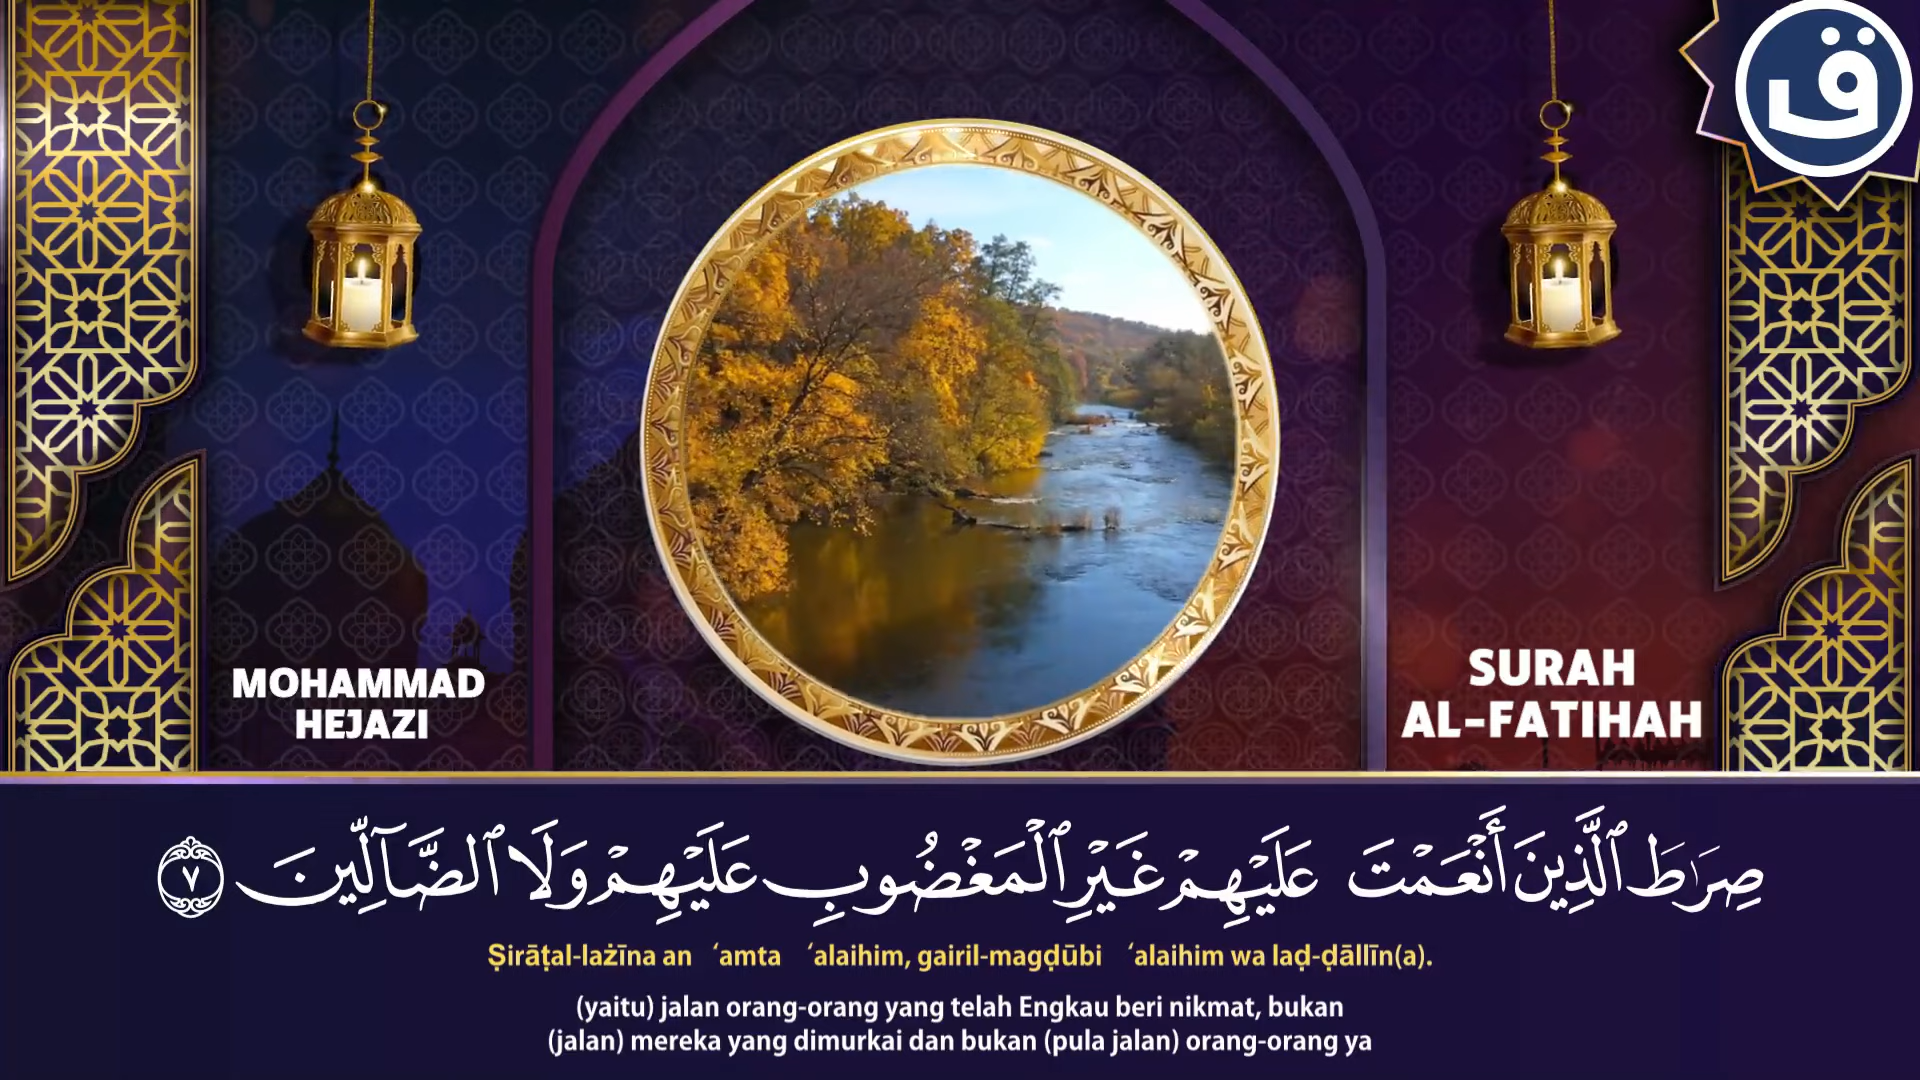 ق
MOHAMMAD
HEJAZI
SURAH
AL-FATIHAH
صِرَٰطَ ٱلَّذِينَ أَنْعَمْتَ عَلَيْهِمْ غَيْرِ ٱلْمَغْضُوبِ عَلَيْهِمْ وَلَا ٱلضَّآلِّينَ ٧
Ṣirāṭal-lażīna an ‘amta ‘alaihim, gairil-magḍūbi ‘alaihim wa laḍ-ḍāllīn(a).
(yaitu) jalan orang-orang yang telah Engkau beri nikmat, bukan
(jalan) mereka yang dimurkai dan bukan (pula jalan) orang-orang ya